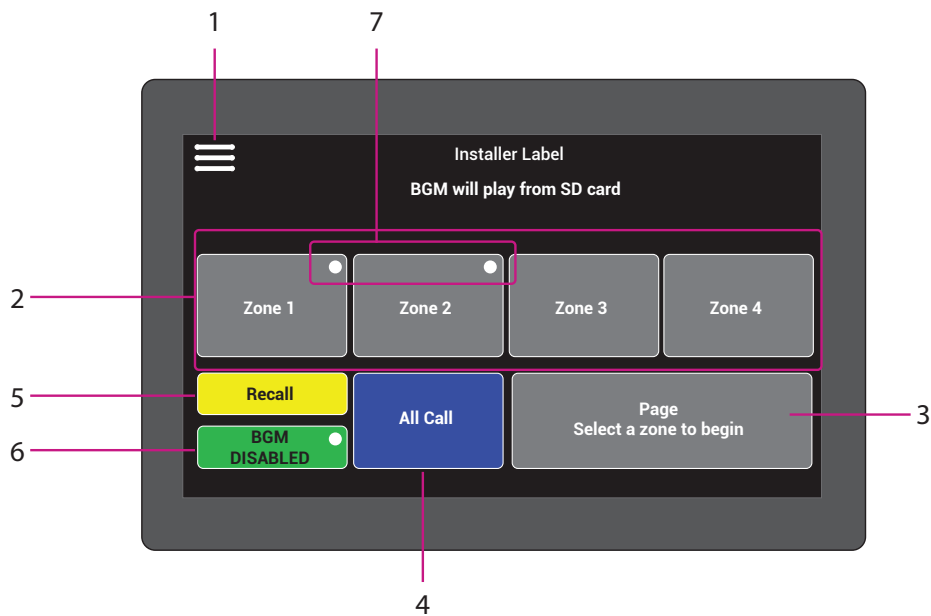 1
7
Installer Label
BGM will play from SD card
2
Zone 1
Zone 2
Zone 3
Zone 4
5
Recall
All Call
Page
Select a zone to begin
3
6
BGM
DISABLED
4